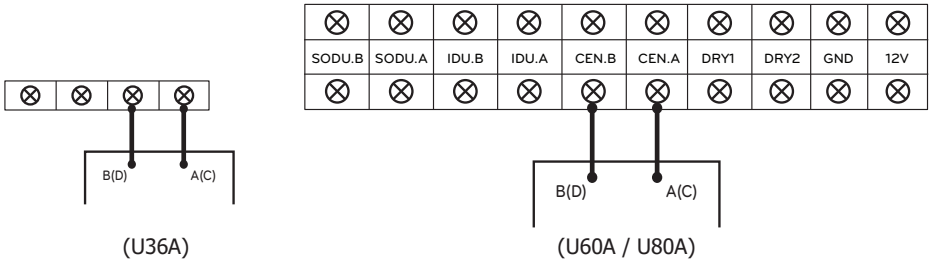 SODU.B SODU.A IDU.B IDU.A CEN.B CEN.A DRY1 DRY2 GND 12V
B(D) A(C)
B(D) A(C)
(U36A)
(U60A / U80A)